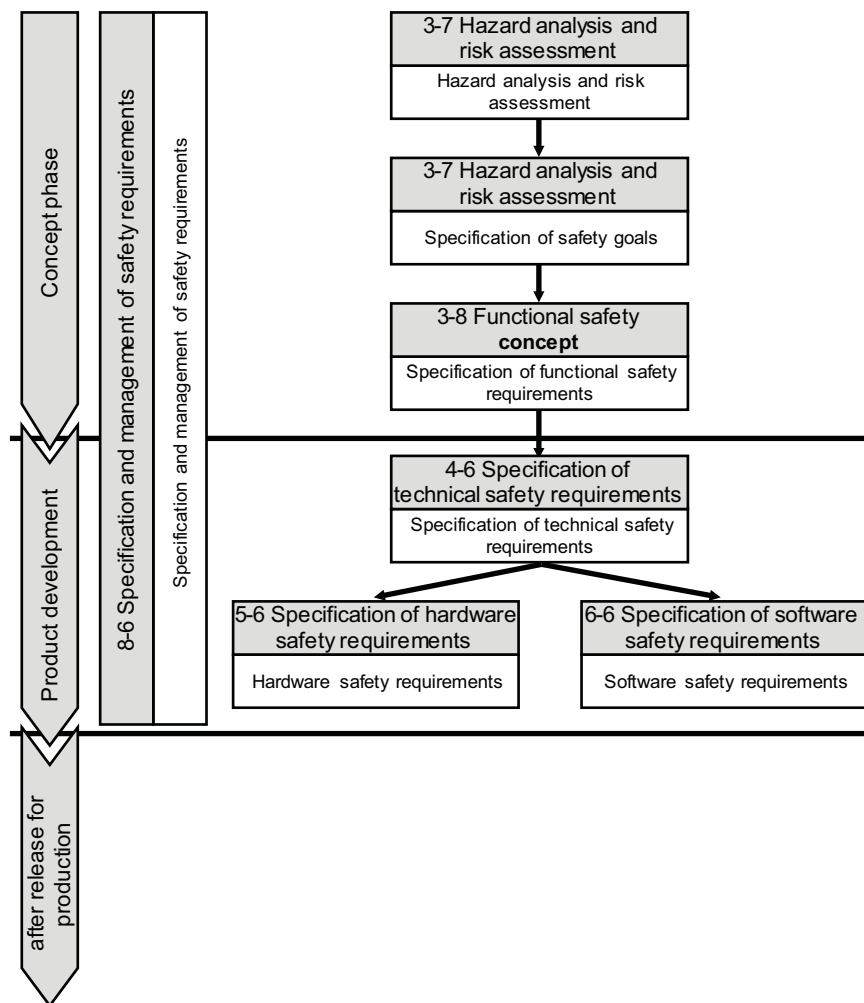 Concept phase
Product development
after release for
production
8-6 Specification and management of safety requirements
Specification and management of safety requirements
3-7 Hazard analysis and
risk assessment
Hazard analysis and risk
assessment
3-7 Hazard analysis and
risk assessment
Specification of safety goals
3-8 Functional safety
concept
Specification of functional safety
requirements
4-6 Specification of
technical safety requirements
Specification of technical safety
requirements
5-6 Specification of hardware
safety requirements
Hardware safety requirements
6-6 Specification of software
safety requirements
Software safety requirements